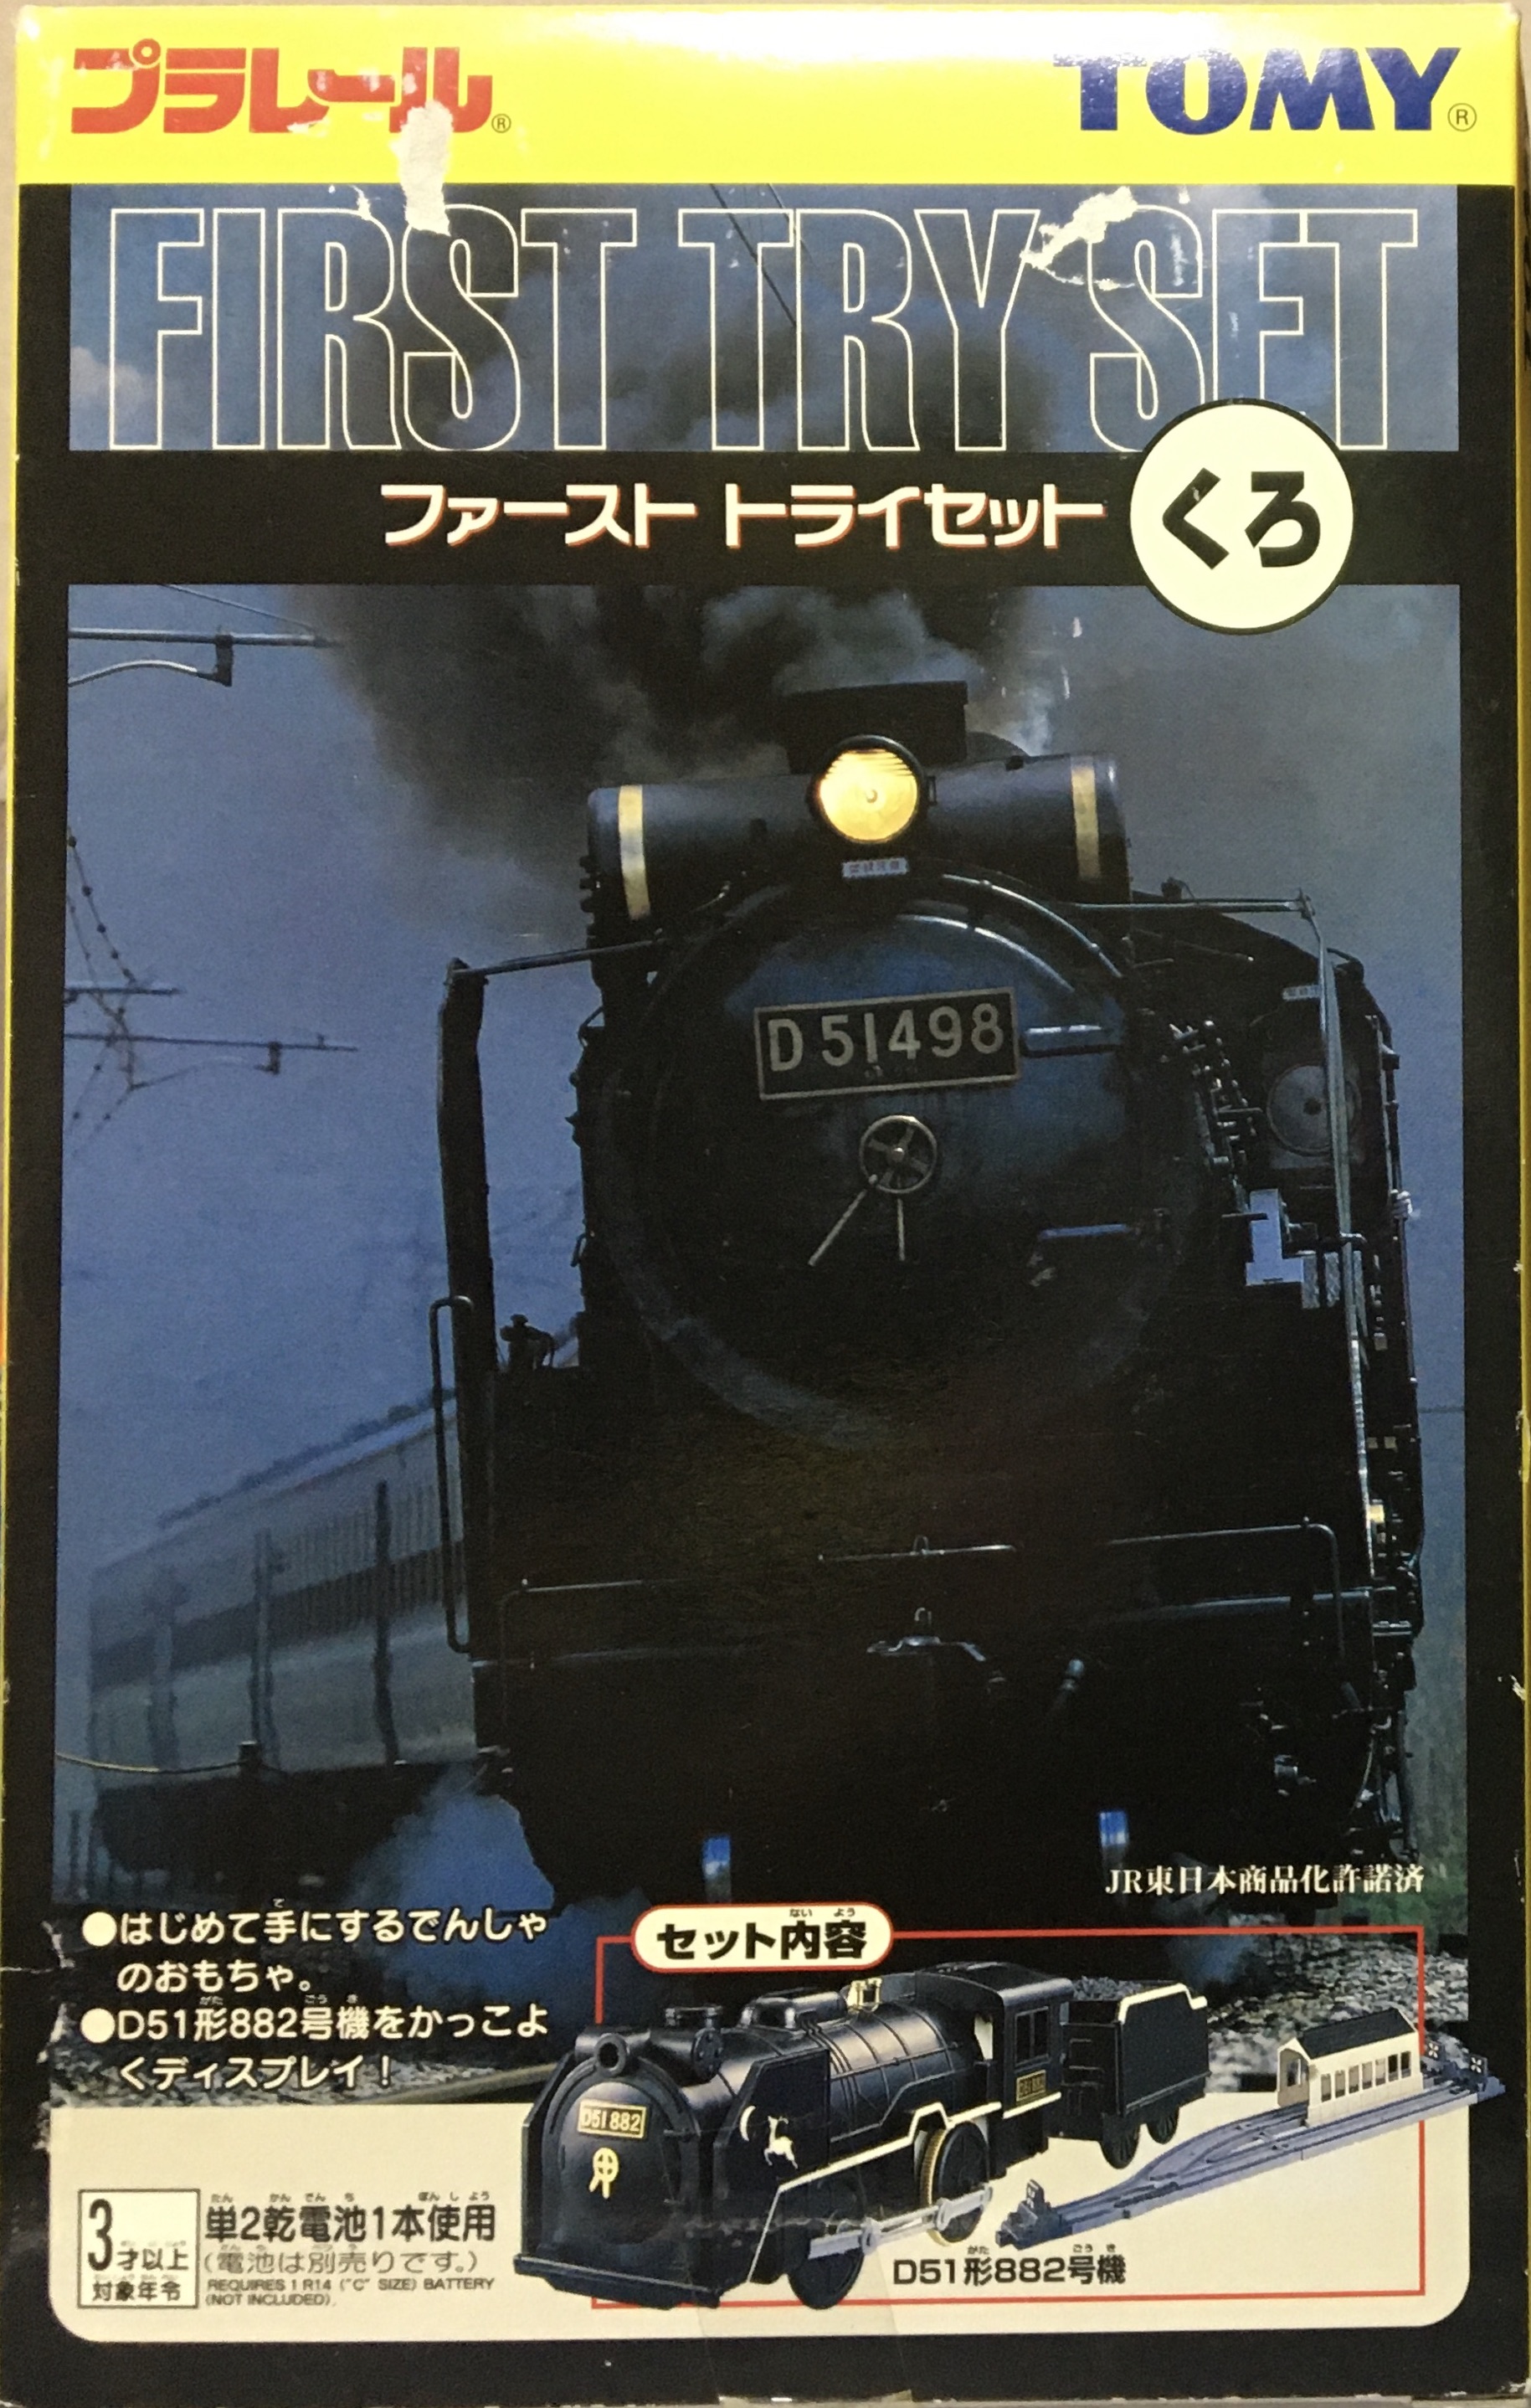 プラレール®
TOMY®
FIRST TRY SET
ファースト トライセット
くろ
D51498
JR東日本商品化許諾済
●はじめて手にするでんしゃ
のおもちゃ。
●D51形882号機をかっこよ
くディスプレイ!
セット内容
D51 882
D51 882
D51形882号機
3才以上
対象年令
単2乾電池1本使用
(電池は別売りです。)
REQUIRES 1 R14 ("C" SIZE) BATTERY
(NOT INCLUDED).